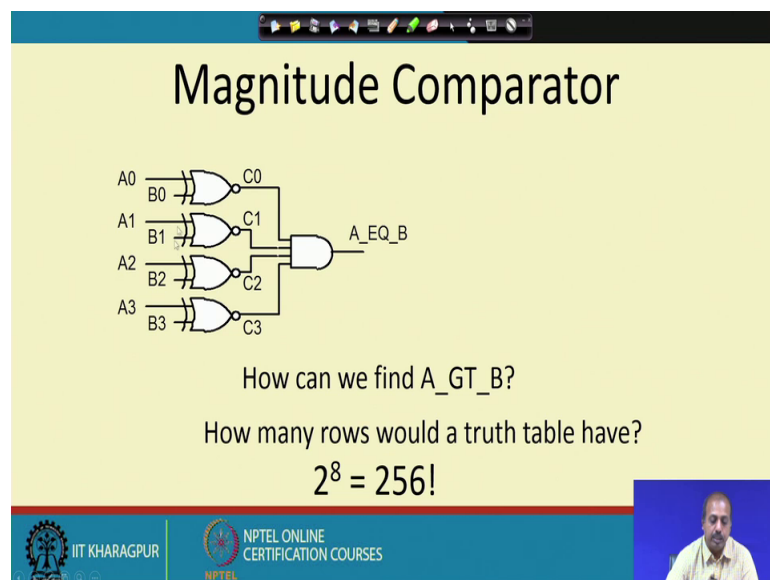 Magnitude Comparator
A0
B0
C0
A1
B1
C1
A_EQ_B
A2
B2
C2
A3
B3
C3
How can we find A_GT_B?
How many rows would a truth table have?
2⁸ = 256!
IIT KHARAGPUR
NPTEL ONLINE
CERTIFICATION COURSES
NPTEL